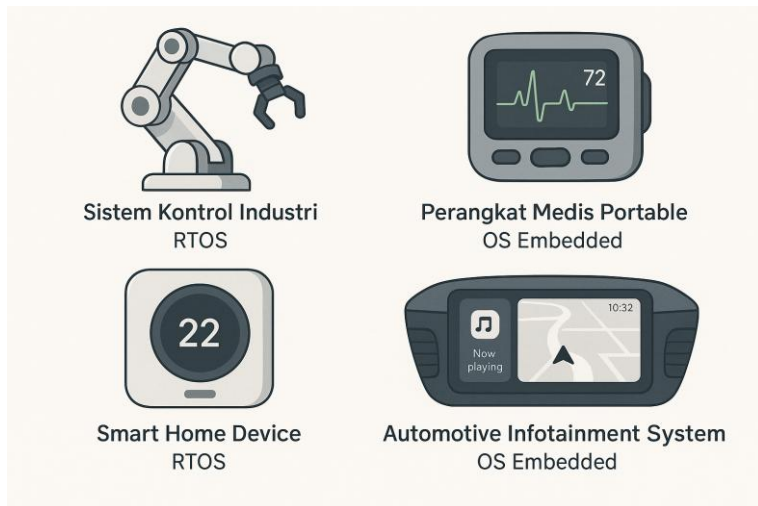 72
Sistem Kontrol Industri
RTOS
Perangkat Medis Portable
OS Embedded
22
Smart Home Device
RTOS
10:32
Now
playing
Automotive Infotainment System
OS Embedded